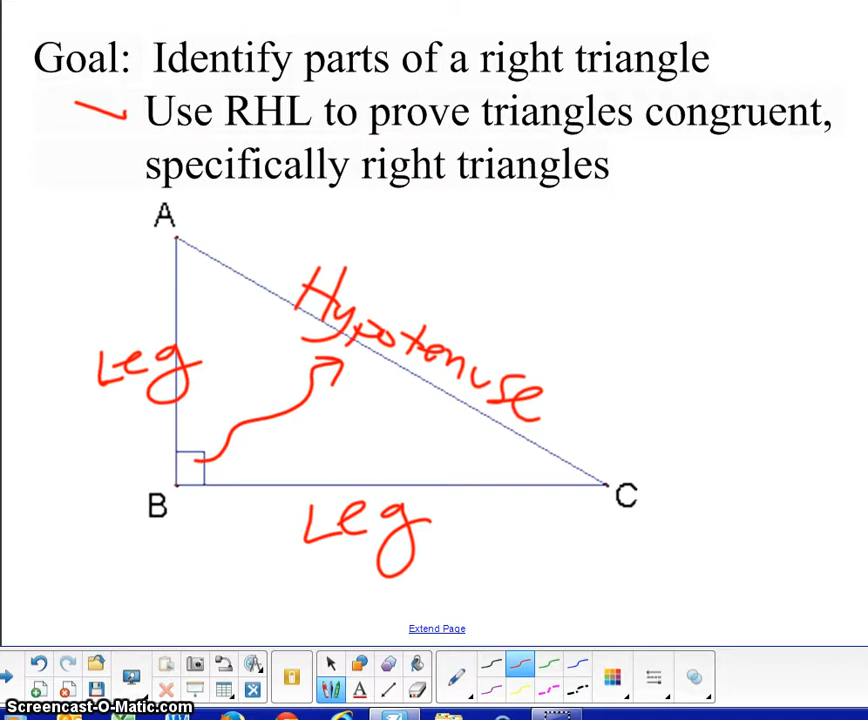 Goal: Identify parts of a right triangle
Use RHL to prove triangles congruent,
specifically right triangles
A
Hypotenuse
Leg
B
C
Leg
Extend Page
A
Screencast-O-Matic.com